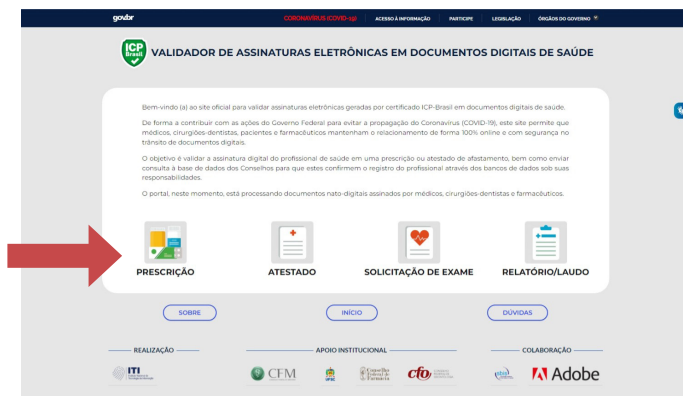 govbr
CORONAVÍRUS (COVID-19) ACESSO À INFORMAÇÃO PARTICIPE LEGISLAÇÃO ÓRGÃOS DO GOVERNO
ICP
Brasil
VALIDADOR DE ASSINATURAS ELETRÔNICAS EM DOCUMENTOS DIGITAIS DE SAÚDE
Bem-vindo (a) ao site oficial para validar assinaturas eletrônicas geradas por certificado ICP-Brasil em documentos digitais de saúde.
De forma a contribuir com as ações do Governo Federal para evitar a propagação do Coronavírus (COVID-19), este site permite que
médicos, cirurgiões-dentistas, pacientes e farmacêuticos mantenham o relacionamento de forma 100% online e com segurança no
trânsito de documentos digitais.
O objetivo é validar a assinatura digital do profissional de saúde em uma prescrição ou atestado de afastamento, bem como enviar
consulta à base de dados dos Conselhos para que estes confirmem o registro do profissional através dos bancos de dados sob suas
responsabilidades.
O portal, neste momento, está processando documentos nato-digitais assinados por médicos, cirurgiões-dentistas e farmacêuticos.
PRESCRIÇÃO ATESTADO SOLICITAÇÃO DE EXAME RELATÓRIO/LAUDO
SOBRE INÍCIO DÚVIDAS
REALIZAÇÃO APOIO INSTITUCIONAL COLABORAÇÃO
ITI CFM UFSC Conselho Federal de Farmácia cfo Adobe